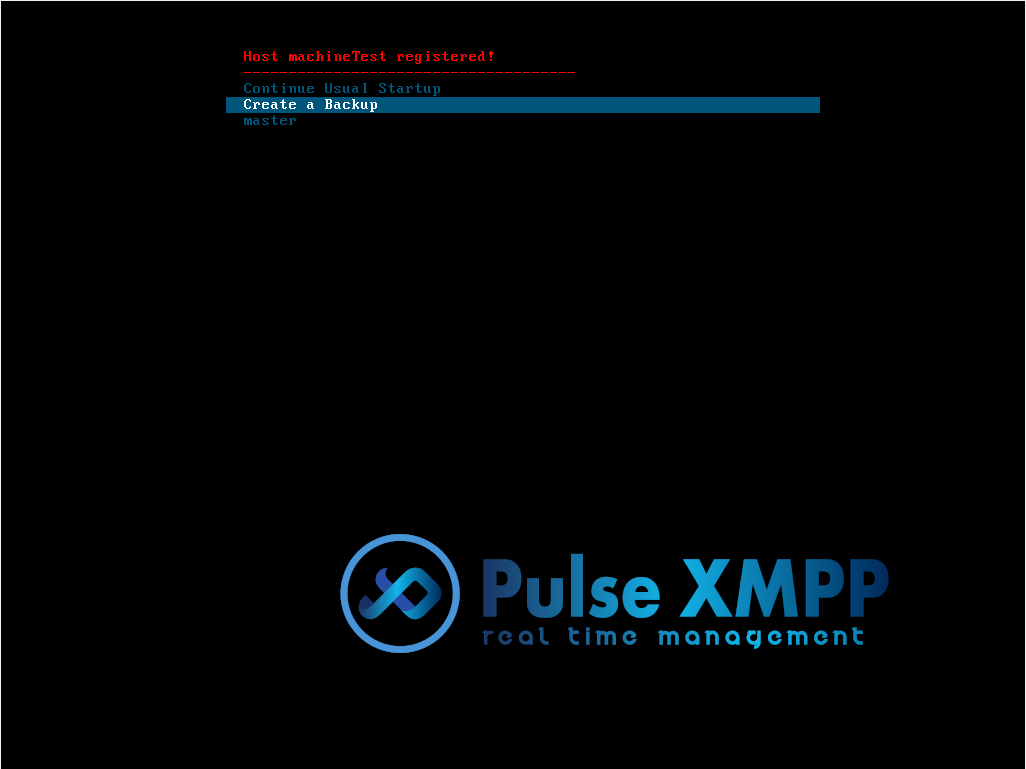 Host machineTest registered!
-------------------------------------
Continue Usual Startup
Create a Backup
master
Pulse XMPP
real time management